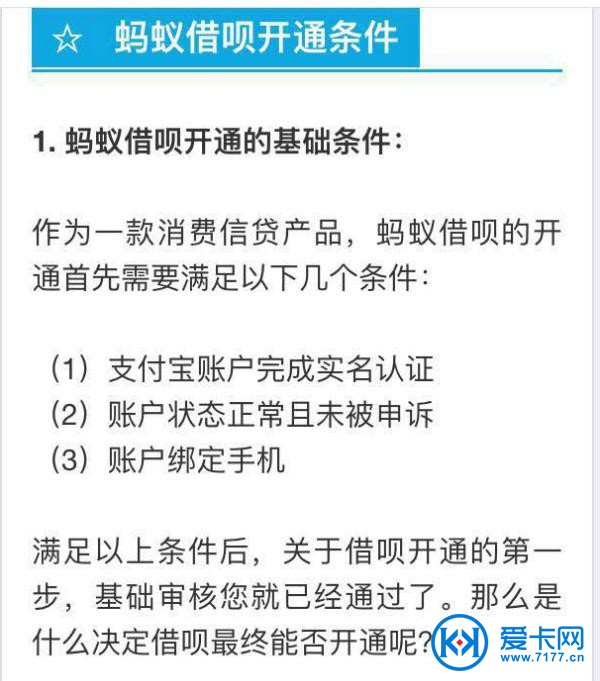 ☆ 蚂蚁借呗开通条件
1. 蚂蚁借呗开通的基础条件：
作为一款消费信贷产品，蚂蚁借呗的开
通首先需要满足以下几个条件：
（1）支付宝账户完成实名认证
（2）账户状态正常且未被申诉
（3）账户绑定手机
满足以上条件后，关于借呗开通的第一
步，基础审核您就已经通过了。那么是
什么决定借呗最终能否开通呢?
爱卡网
www.7177.cn